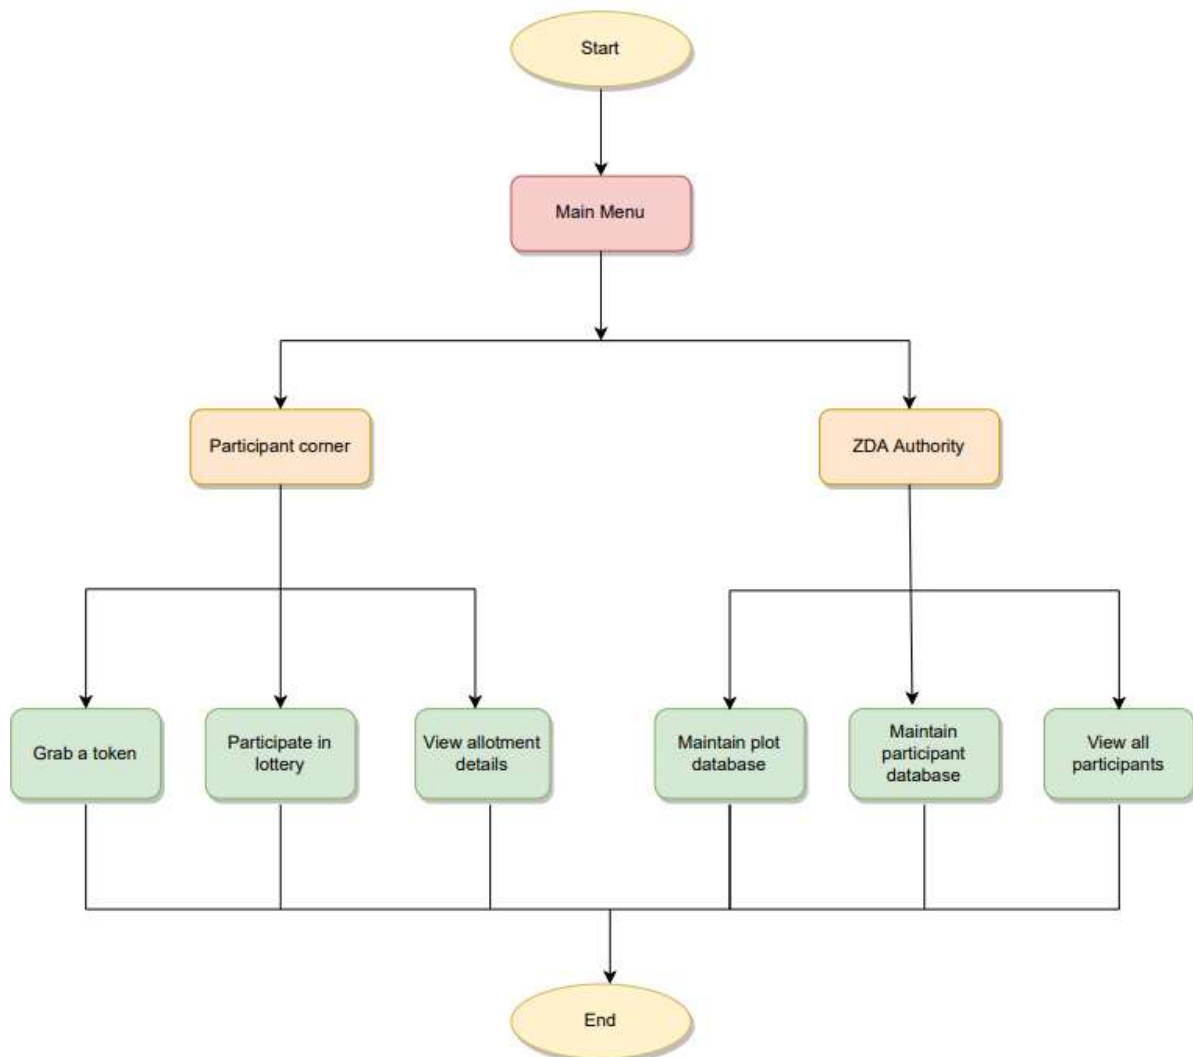 Start
Main Menu
Participant corner
ZDA Authority
Grab a token
Participate in
lottery
View allotment
details
Maintain plot
database
Maintain
participant
database
View all
participants
End